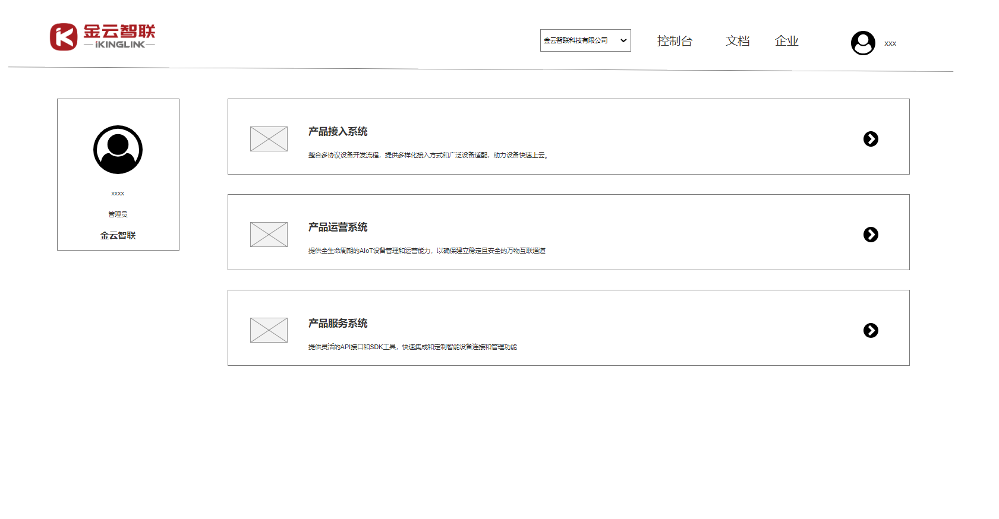 金云智联
iKINGLINK
金云智联科技有限公司
控制台
文档
企业
xxx
xxxx
管理员
金云智联
产品接入系统
整合多协议设备开发流程，提供多样化接入方式和广泛设备适配，助力设备快速上云。
产品运营系统
提供全生命周期的AIoT设备管理和运营能力，以确保建立稳定且安全的万物互联通道
产品服务系统
提供灵活的API接口和SDK工具，快速集成和定制智能设备连接和管理功能